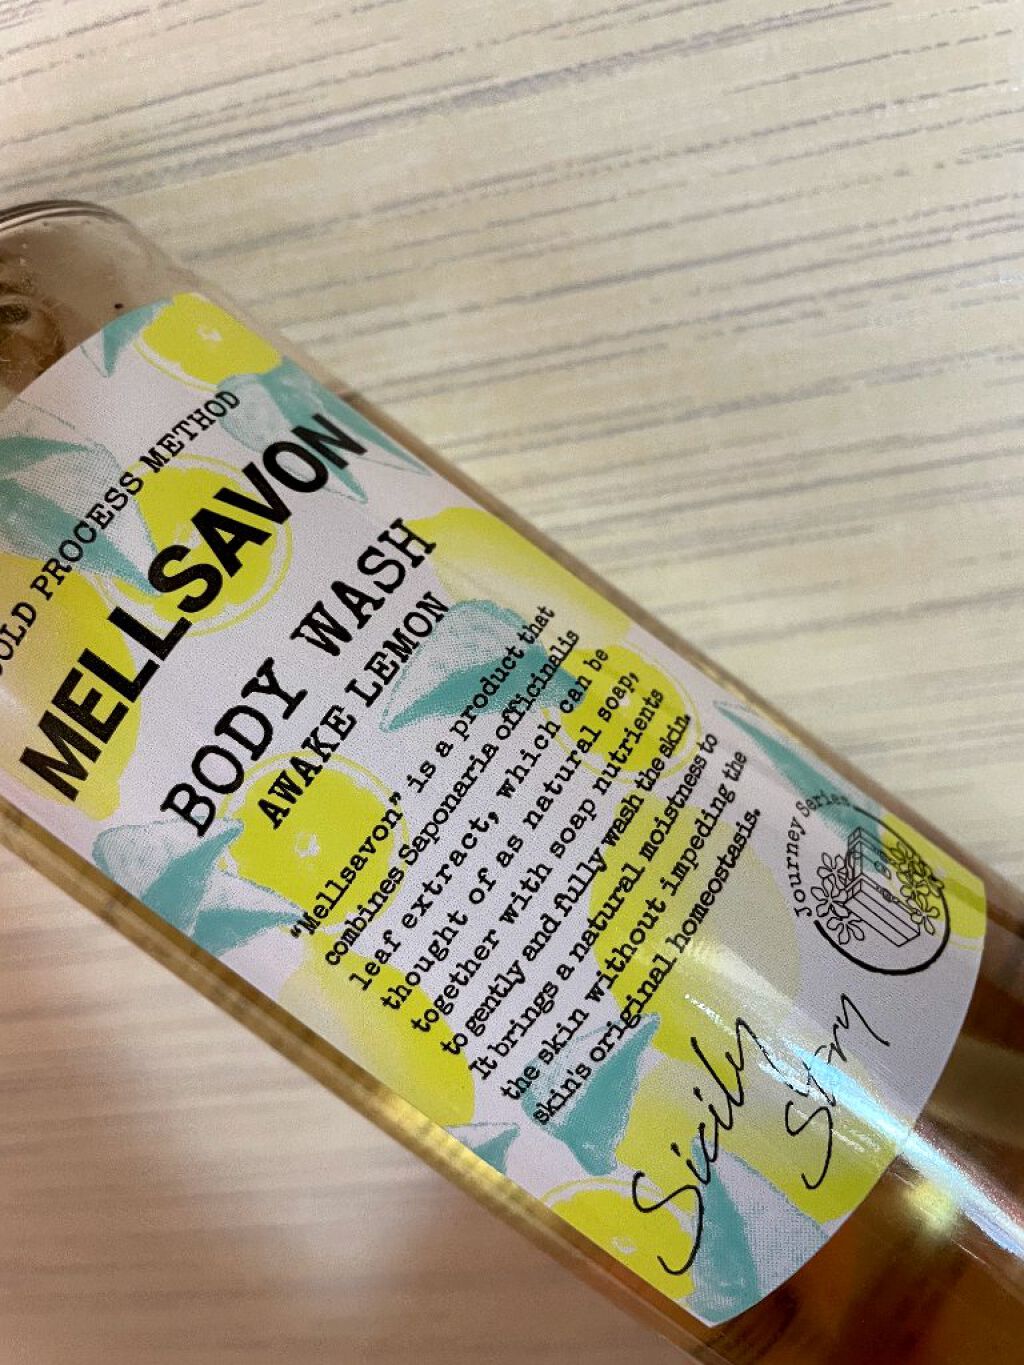 COLD PROCESS METHOD
MELLSAVON
BODY WASH
AWAKE LEMON
“Mellsavon” is a product that
combines Saponaria officinalis
leaf extract, which can be
thought of as natural soap,
together with soap nutrients
to gently and fully wash the skin.
It brings a natural moistness to
the skin without impeding the
skin's original homeostasis.
Journey Series
Sicily